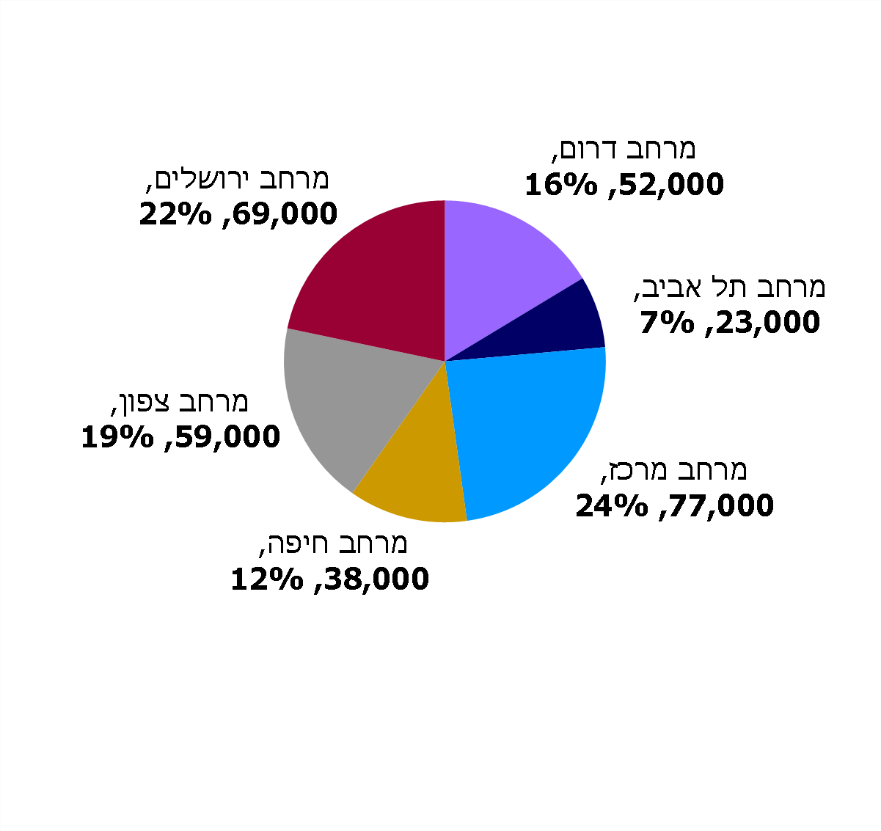 מרחב דרום,
52,000, 16%
מרחב ירושלים,
69,000, 22%
מרחב תל אביב,
23,000, 7%
מרחב צפון,
59,000, 19%
מרחב מרכז,
77,000, 24%
מרחב חיפה,
38,000, 12%